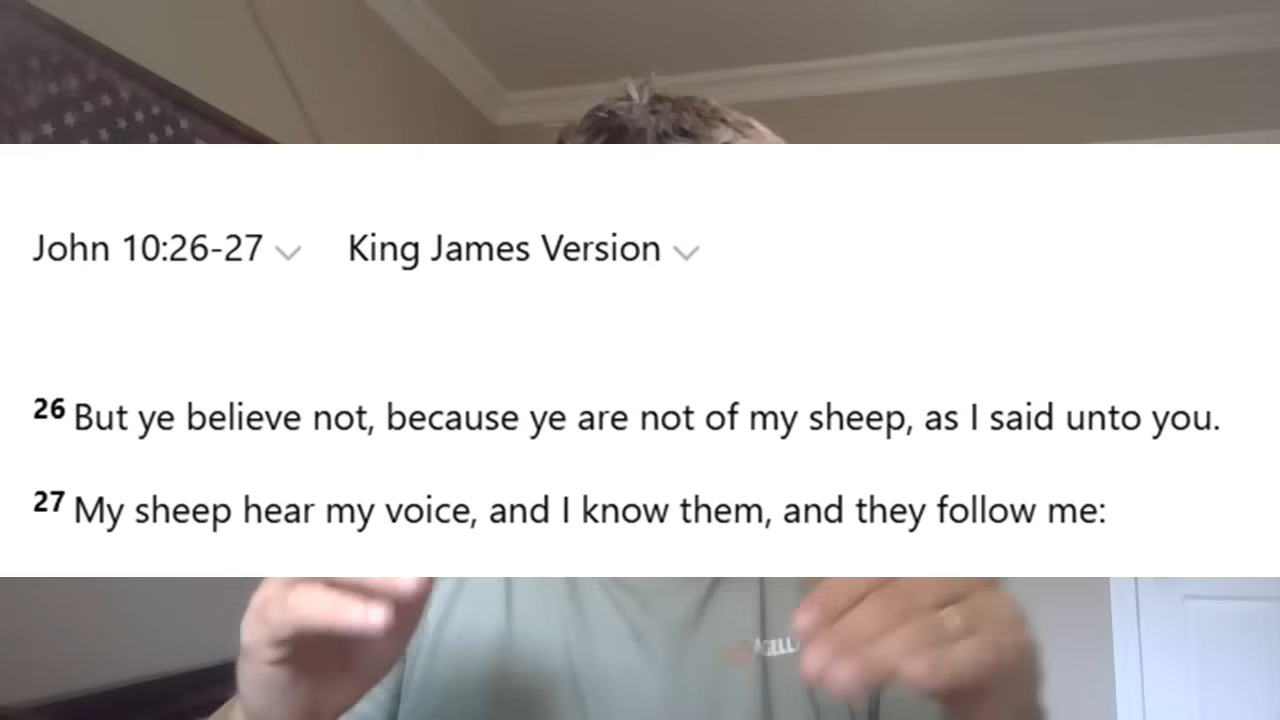 John 10:26-27 King James Version
26 But ye believe not, because ye are not of my sheep, as I said unto you.
27 My sheep hear my voice, and I know them, and they follow me: